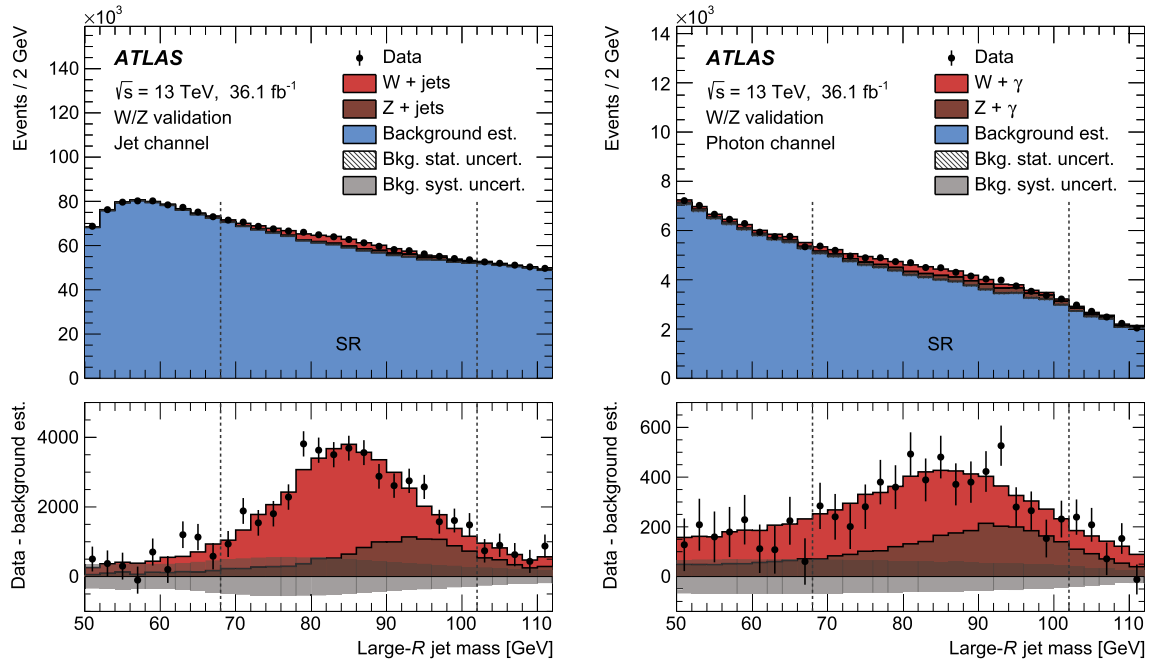 ×10³
Events / 2 GeV
140
120
100
80
60
40
20
0
ATLAS
√s = 13 TeV, 36.1 fb⁻¹
W/Z validation
Jet channel
Data
W + jets
Z + jets
Background est.
Bkg. stat. uncert.
Bkg. syst. uncert.
SR
Data - background est.
4000
2000
0
50 60 70 80 90 100 110
Large-R jet mass [GeV]
×10³
Events / 2 GeV
14
12
10
8
6
4
2
0
ATLAS
√s = 13 TeV, 36.1 fb⁻¹
W/Z validation
Photon channel
Data
W + γ
Z + γ
Background est.
Bkg. stat. uncert.
Bkg. syst. uncert.
SR
Data - background est.
600
400
200
0
50 60 70 80 90 100 110
Large-R jet mass [GeV]